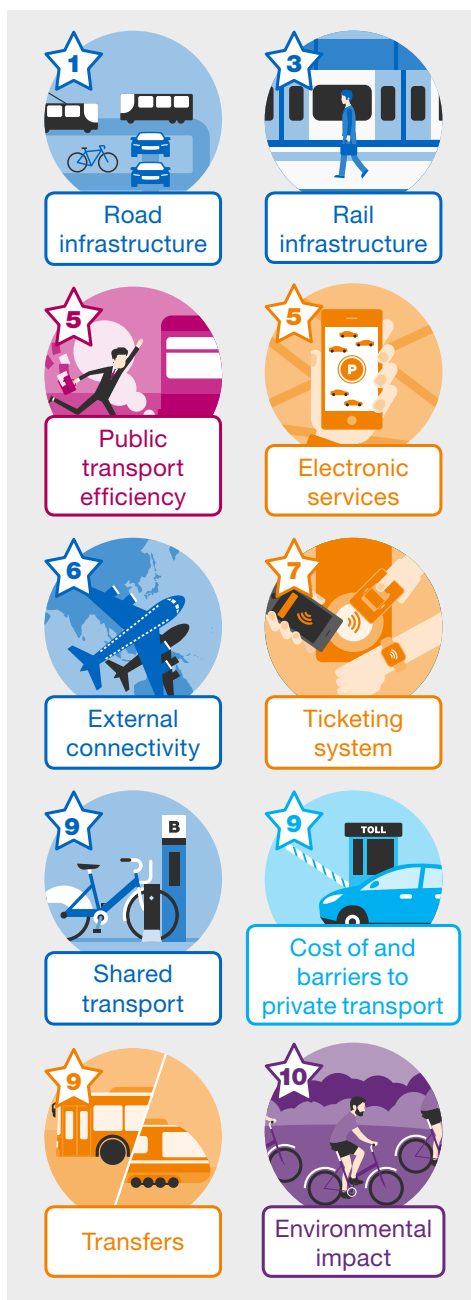 1
Road
infrastructure
3
Rail
infrastructure
5
Public
transport
efficiency
5
P
Electronic
services
6
External
connectivity
7
Ticketing
system
9
B
Shared
transport
9
TOLL
Cost of and
barriers to
private transport
9
Transfers
10
Environmental
impact